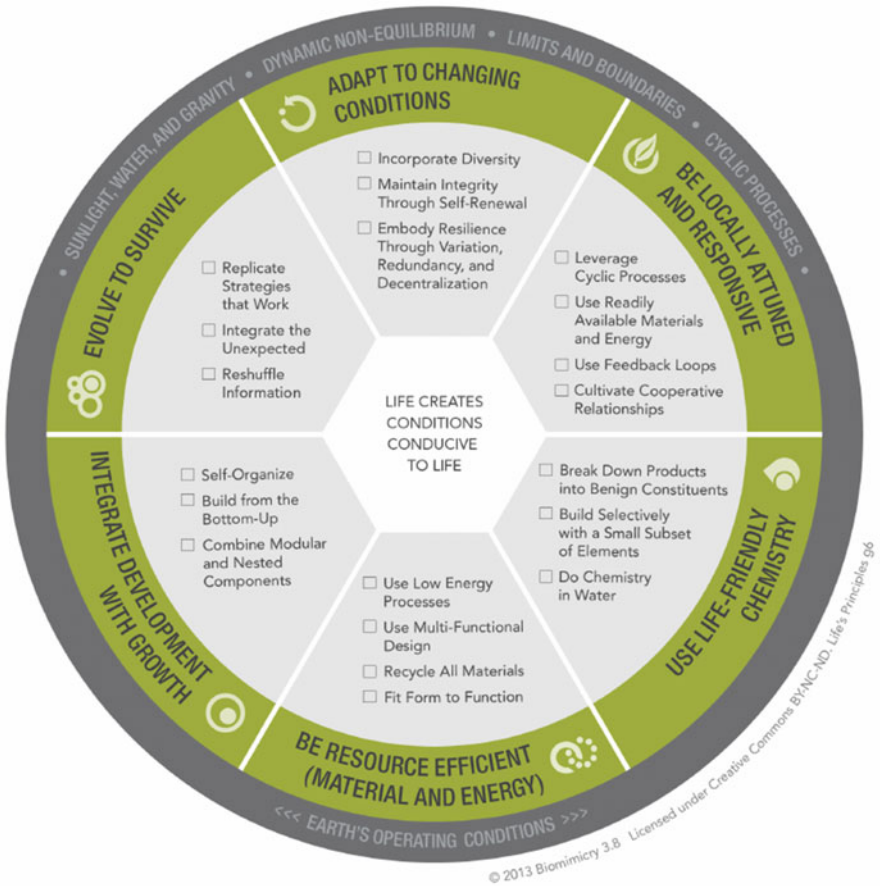 • SUNLIGHT, WATER, AND GRAVITY • DYNAMIC NON-EQUILIBRIUM • LIMITS AND BOUNDARIES • CYCLIC PROCESSES •
ADAPT TO CHANGING
CONDITIONS
Incorporate Diversity
Maintain Integrity
Through Self-Renewal
Embody Resilience
Through Variation,
Redundancy, and
Decentralization
BE LOCALLY ATTUNED
AND RESPONSIVE
Leverage
Cyclic Processes
Use Readily
Available Materials
and Energy
Use Feedback Loops
Cultivate Cooperative
Relationships
USE LIFE-FRIENDLY
CHEMISTRY
Break Down Products
into Benign Constituents
Build Selectively
with a Small Subset
of Elements
Do Chemistry
in Water
BE RESOURCE EFFICIENT
(MATERIAL AND ENERGY)
Use Low Energy
Processes
Use Multi-Functional
Design
Recycle All Materials
Fit Form to Function
INTEGRATE DEVELOPMENT
WITH GROWTH
Self-Organize
Build from the
Bottom-Up
Combine Modular
and Nested
Components
EVOLVE TO SURVIVE
Replicate
Strategies
that Work
Integrate the
Unexpected
Reshuffle
Information
LIFE CREATES
CONDITIONS
CONDUCIVE
TO LIFE
<<< EARTH'S OPERATING CONDITIONS >>>
© 2013 Biomimicry 3.8 Licensed under Creative Commons BY-NC-ND. Life's Principles g6